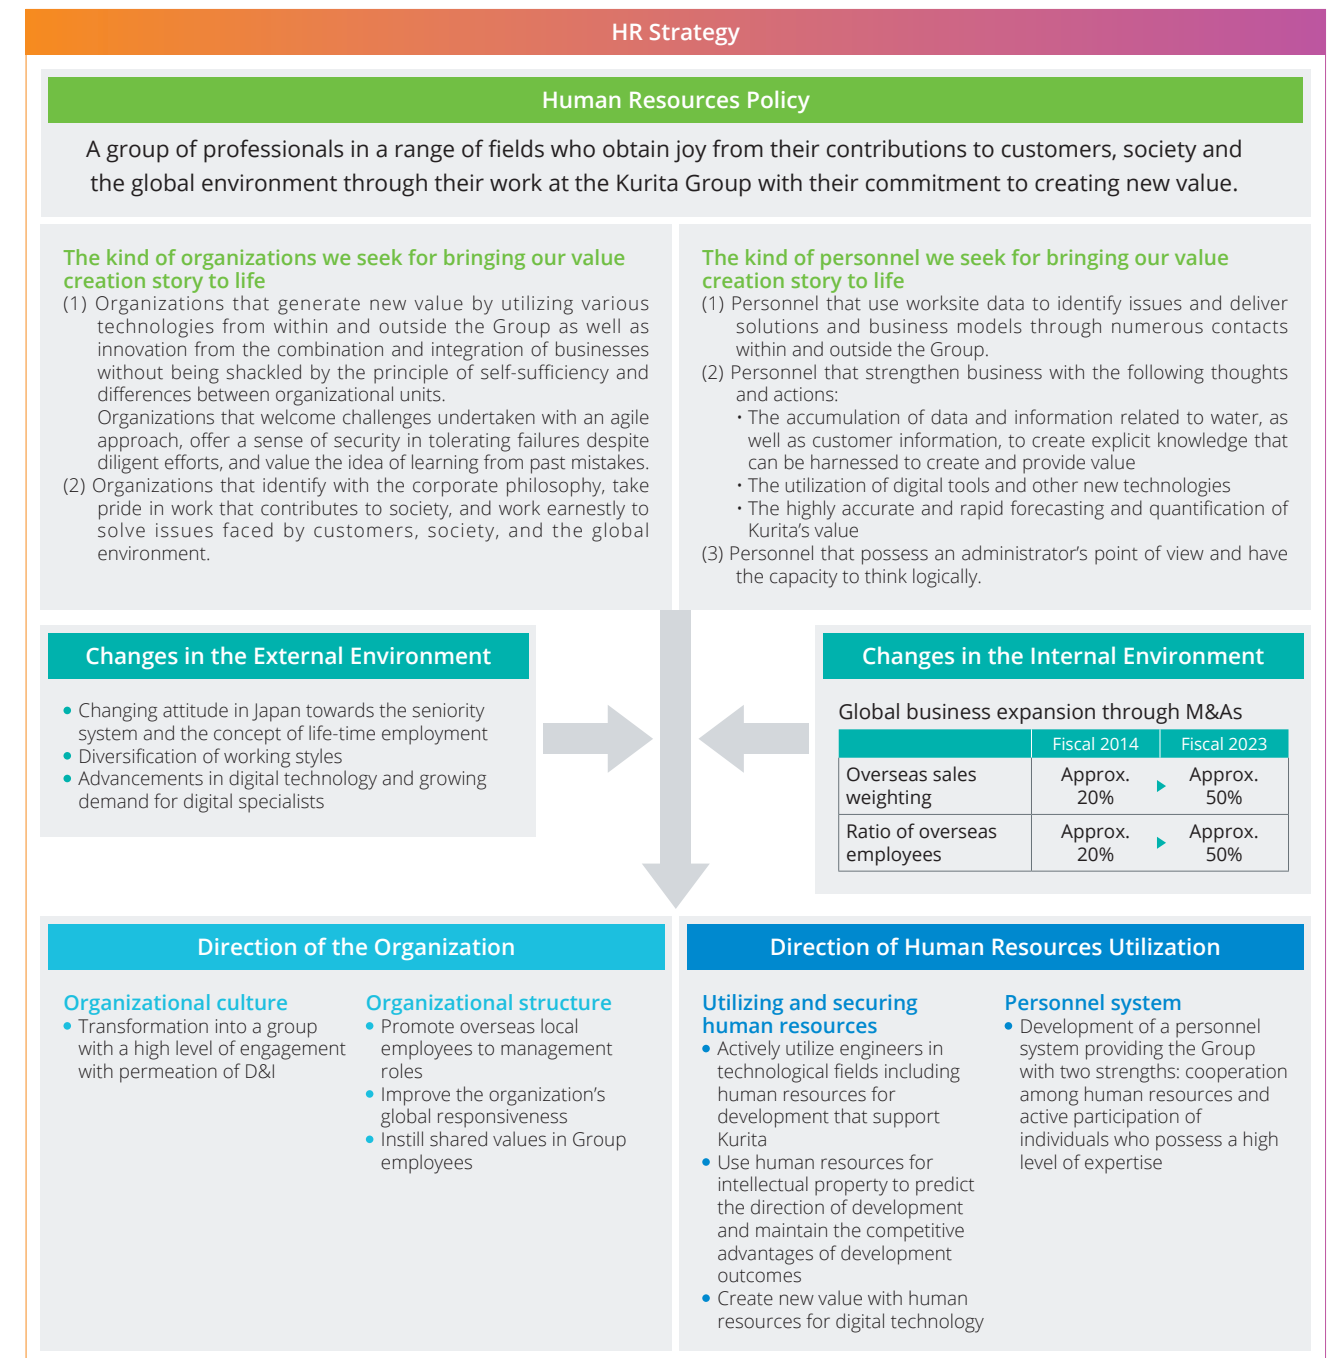 HR Strategy
Human Resources Policy
A group of professionals in a range of fields who obtain joy from their contributions to customers, society and
the global environment through their work at the Kurita Group with their commitment to creating new value.
The kind of organizations we seek for bringing our value
creation story to life
(1) Organizations that generate new value by utilizing various
technologies from within and outside the Group as well as
innovation from the combination and integration of businesses
without being shackled by the principle of self-sufficiency and
differences between organizational units.
Organizations that welcome challenges undertaken with an agile
approach, offer a sense of security in tolerating failures despite
diligent efforts, and value the idea of learning from past mistakes.
(2) Organizations that identify with the corporate philosophy, take
pride in work that contributes to society, and work earnestly to
solve issues faced by customers, society, and the global
environment.
The kind of personnel we seek for bringing our value
creation story to life
(1) Personnel that use worksite data to identify issues and deliver
solutions and business models through numerous contacts
within and outside the Group.
(2) Personnel that strengthen business with the following thoughts
and actions:
・The accumulation of data and information related to water, as
well as customer information, to create explicit knowledge that
can be harnessed to create and provide value
・The utilization of digital tools and other new technologies
・The highly accurate and rapid forecasting and quantification of
Kurita's value
(3) Personnel that possess an administrator's point of view and have
the capacity to think logically.
Changes in the External Environment
• Changing attitude in Japan towards the seniority
system and the concept of life-time employment
• Diversification of working styles
• Advancements in digital technology and growing
demand for digital specialists
Changes in the Internal Environment
Global business expansion through M&As
Fiscal 2014 Fiscal 2023
Overseas sales Approx. Approx.
weighting 20% 50%
Ratio of overseas Approx. Approx.
employees 20% 50%
Direction of the Organization
Organizational culture
• Transformation into a group
with a high level of engagement
with permeation of D&I
Organizational structure
• Promote overseas local
employees to management
roles
• Improve the organization's
global responsiveness
• Instill shared values in Group
employees
Direction of Human Resources Utilization
Utilizing and securing
human resources
• Actively utilize engineers in
technological fields including
human resources for
development that support
Kurita
• Use human resources for
intellectual property to predict
the direction of development
and maintain the competitive
advantages of development
outcomes
• Create new value with human
resources for digital technology
Personnel system
• Development of a personnel
system providing the Group
with two strengths: cooperation
among human resources and
active participation of
individuals who possess a high
level of expertise